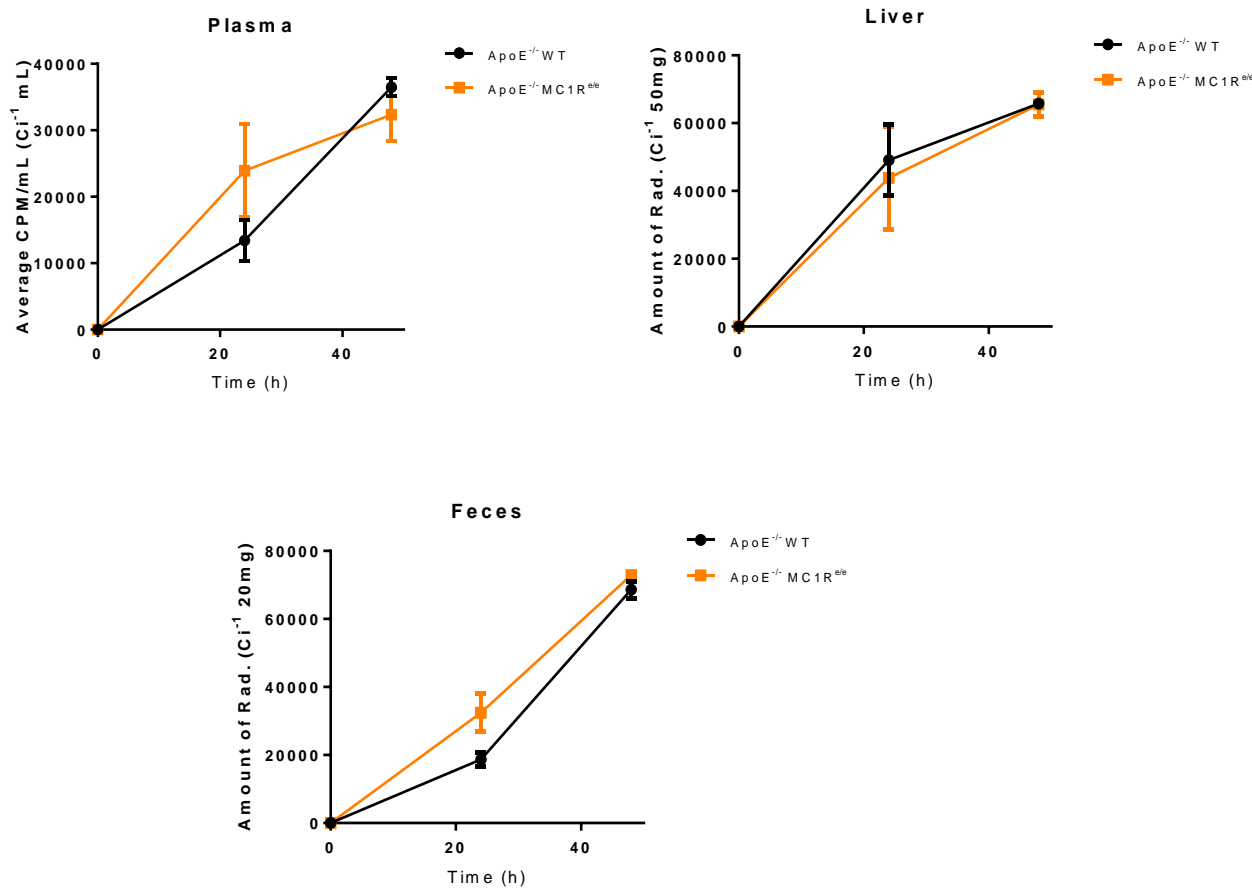 Plasma
Average CPM/mL (Ci⁻¹ mL)
40000
30000
20000
10000
0
0 20 40
Time (h)
ApoE⁻/⁻ WT
ApoE⁻/⁻ MC1Rᵉ/ᵉ
Liver
Amount of Rad. (Ci⁻¹ 50mg)
80000
60000
40000
20000
0
0 20 40
Time (h)
ApoE⁻/⁻ WT
ApoE⁻/⁻ MC1Rᵉ/ᵉ
Feces
Amount of Rad. (Ci⁻¹ 20mg)
80000
60000
40000
20000
0
0 20 40
Time (h)
ApoE⁻/⁻ WT
ApoE⁻/⁻ MC1Rᵉ/ᵉ